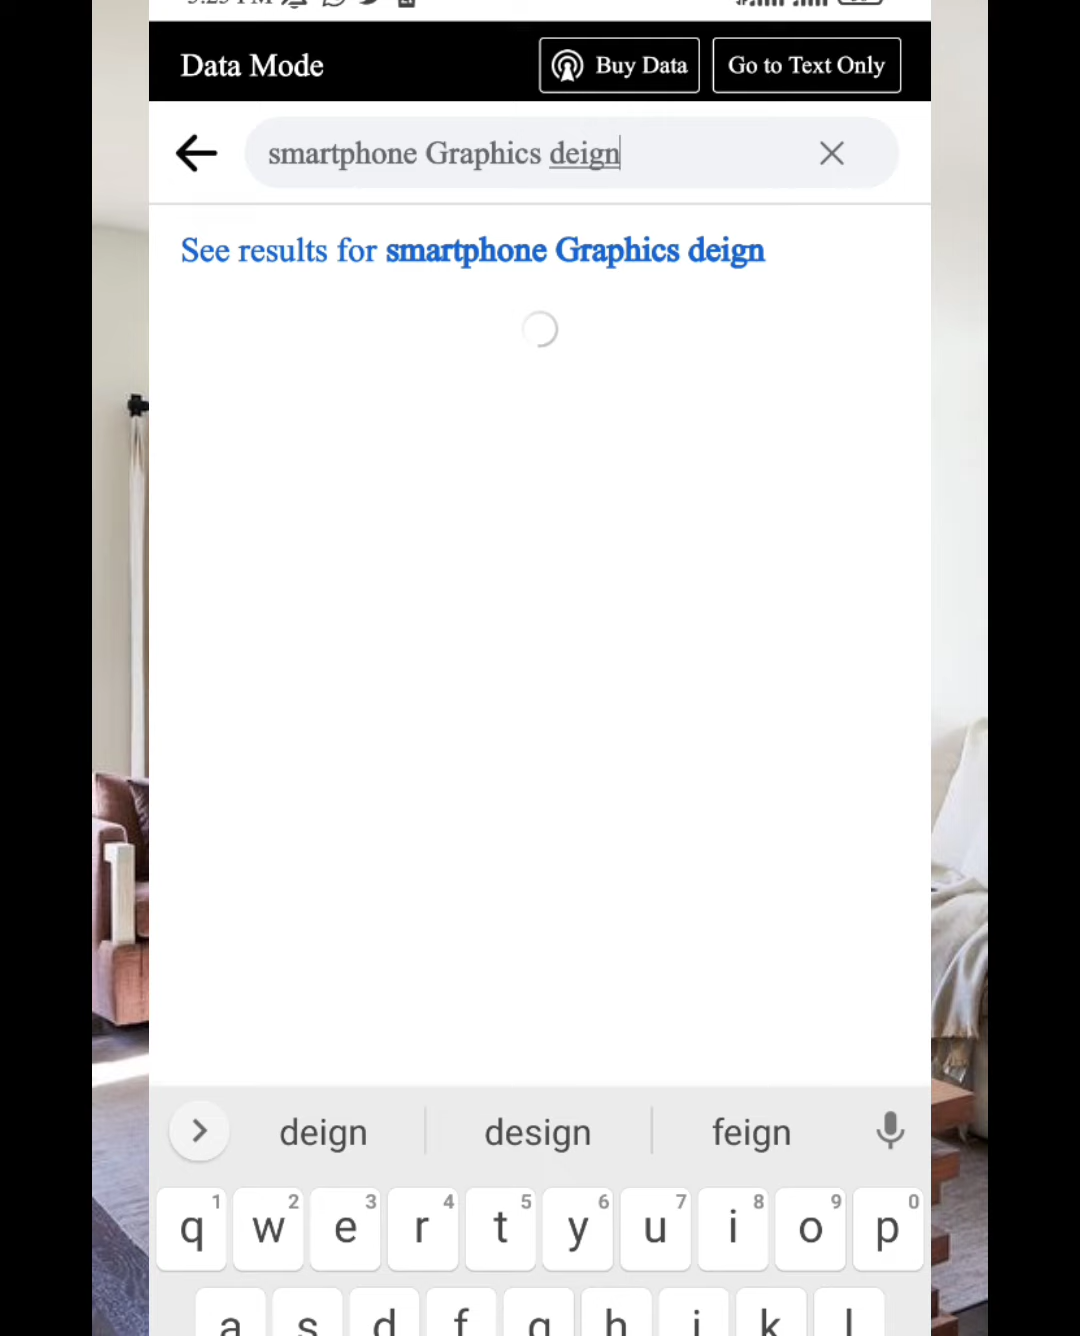 Data Mode
Buy Data
Go to Text Only
smartphone Graphics deign
See results for smartphone Graphics deign
deign design feign
1 2 3 4 5 6 7 8 9 0
q w e r t y u i o p
a s d f g h j k l